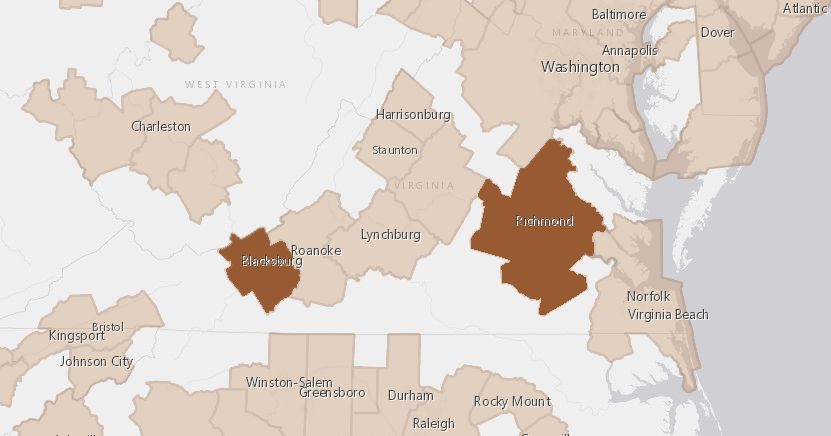 Baltimore
Atlantic
MARYLAND
Dover
Annapolis
Washington
WEST VIRGINIA
Harrisonburg
Charleston
Staunton
VIRGINIA
Richmond
Lynchburg
Roanoke
Blacksburg
Norfolk
Virginia Beach
Bristol
Kingsport
Johnson City
Winston-Salem
Greensboro
Durham
Rocky Mount
Raleigh